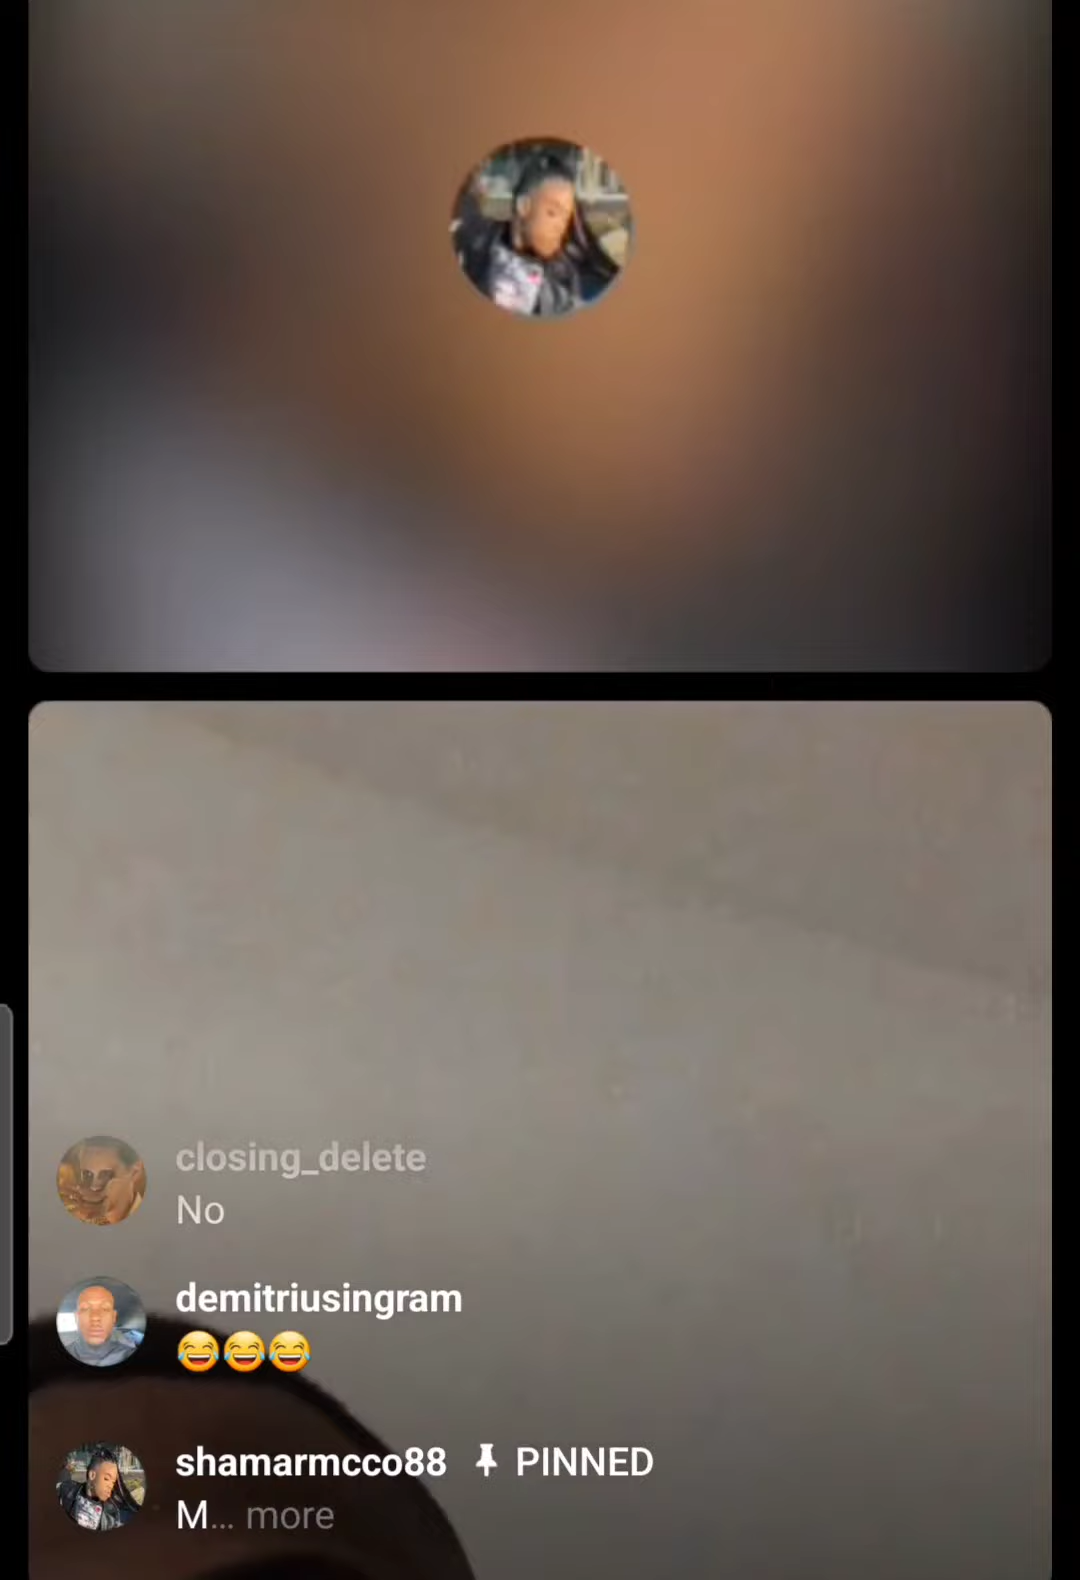 closing_delete
No
demitriusingram
😂😂😂
shamarmcco88 PINNED
M... more